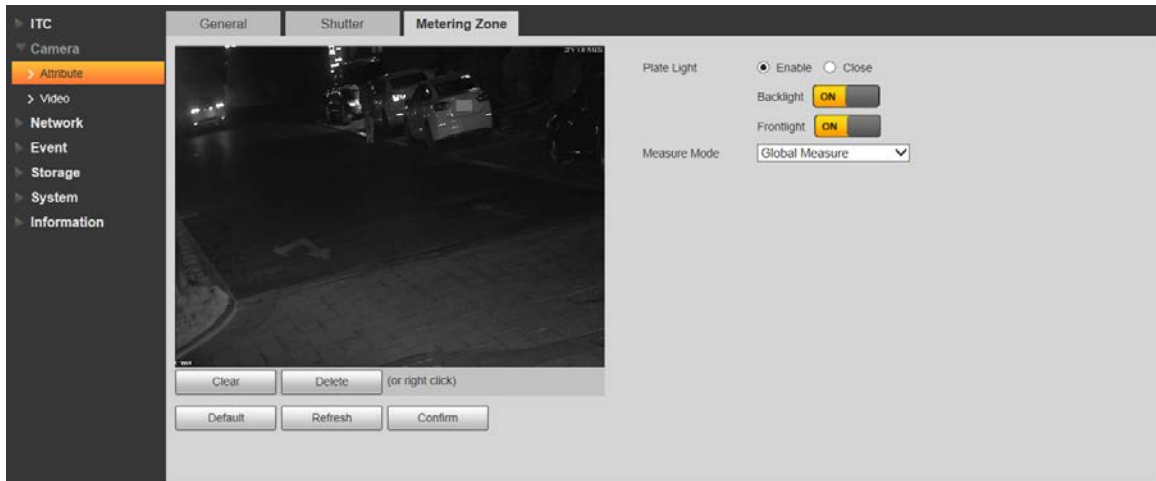 ITC
Camera
Attribute
Video
Network
Event
Storage
System
Information
General Shutter Metering Zone
Plate Light Enable Close
Backlight ON
Frontlight ON
Measure Mode Global Measure
Clear Delete (or right click)
Default Refresh Confirm